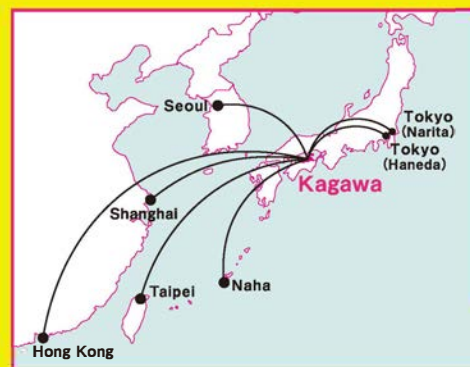 Seoul
Tokyo
(Narita)
Tokyo
(Haneda)
Kagawa
Shanghai
Taipei
Naha
Hong Kong